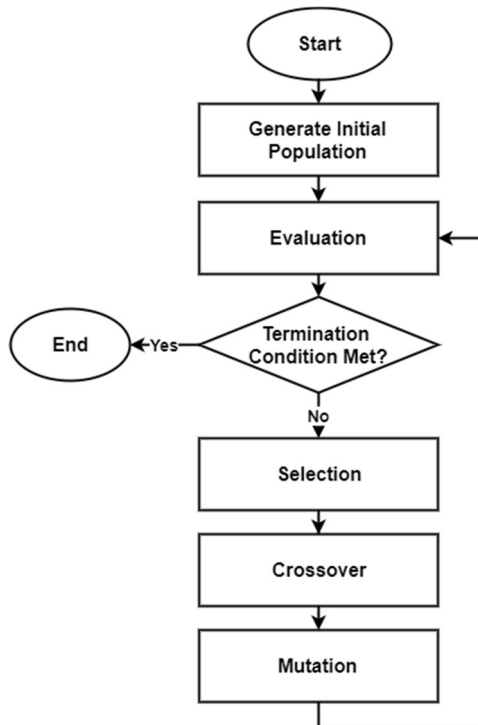 Start
Generate Initial
Population
Evaluation
Termination
Condition Met?
End
Yes
No
Selection
Crossover
Mutation